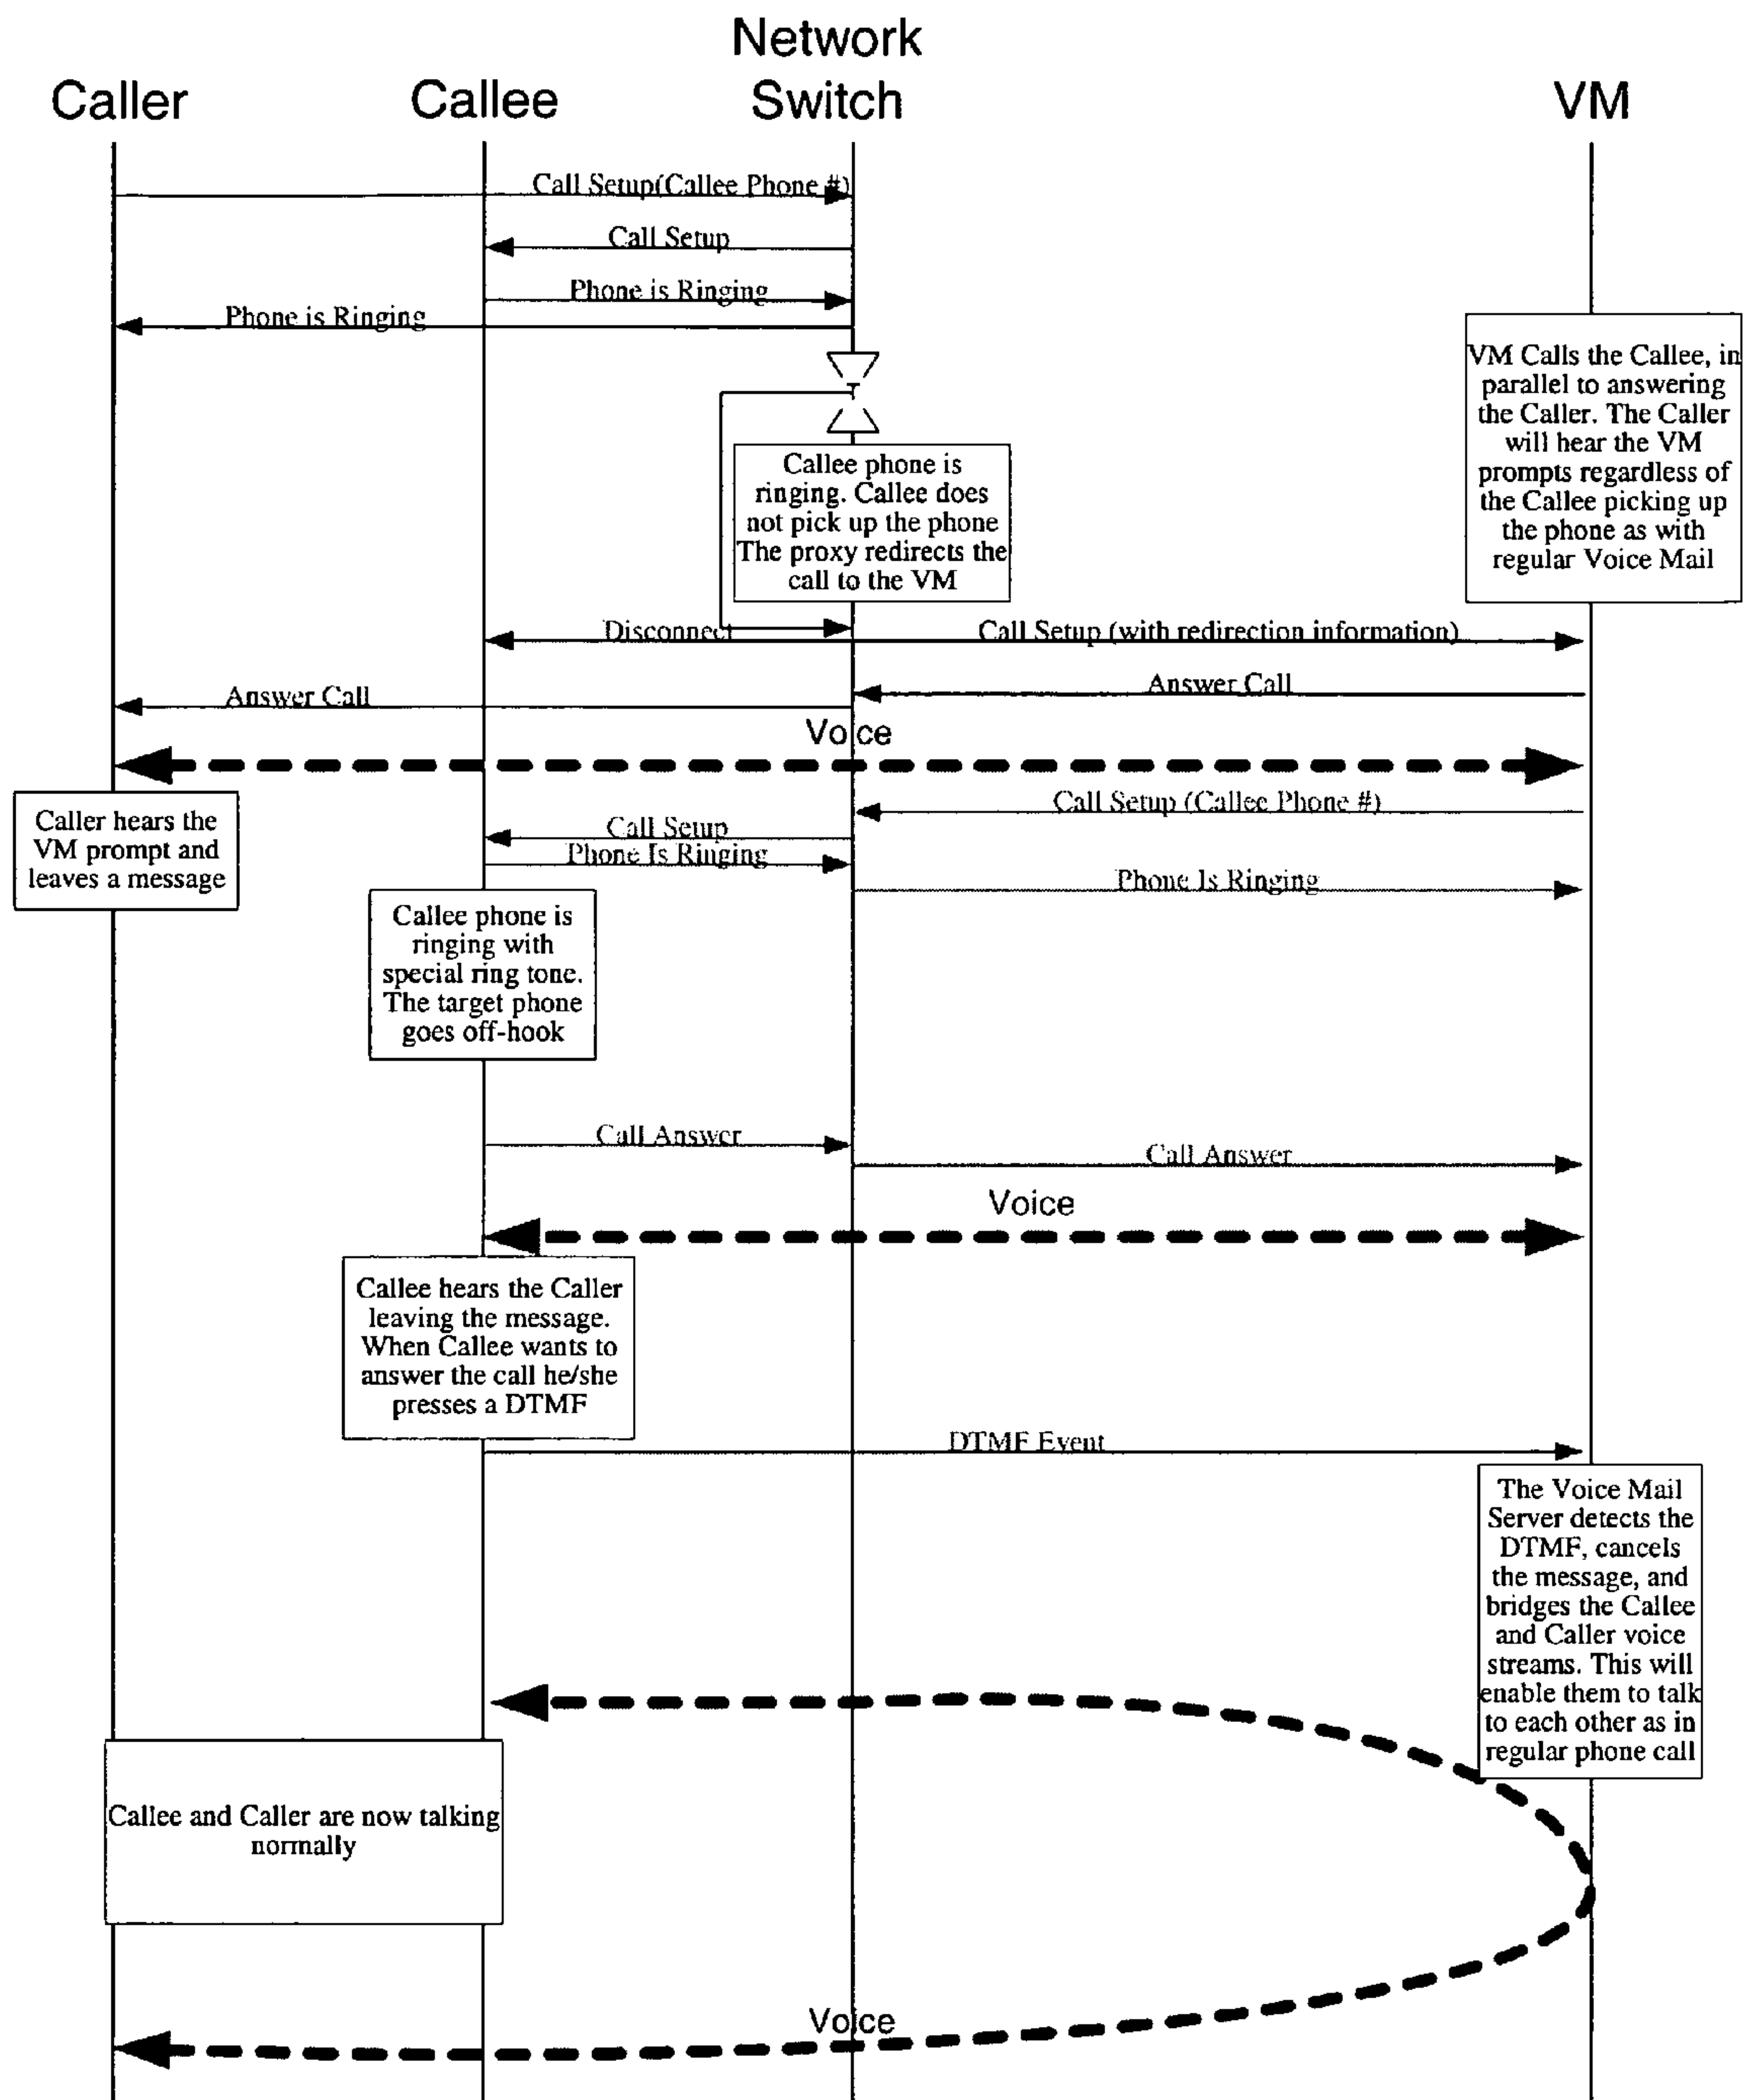 Network
Caller
Callee
Switch
VM
Call Setup(Callee Phone #)
Call Setup
Phone is Ringing
Phone is Ringing
VM Calls the Callee, in
parallel to answering
the Caller. The Caller
will hear the VM
prompts regardless of
the Callee picking up
the phone as with
regular Voice Mail
Callee phone is
ringing. Callee does
not pick up the phone
The proxy redirects the
call to the VM
Disconnect
Call Setup (with redirection information)
Answer Call
Answer Call
Voice
Call Setup (Callee Phone #)
Caller hears the
VM prompt and
leaves a message
Call Setup
Phone Is Ringing
Phone Is Ringing
Callee phone is
ringing with
special ring tone.
The target phone
goes off-hook
Call Answer
Call Answer
Voice
Callee hears the Caller
leaving the message.
When Callee wants to
answer the call he/she
presses a DTMF
DTMF Event
The Voice Mail
Server detects the
DTMF, cancels
the message, and
bridges the Callee
and Caller voice
streams. This will
enable them to talk
to each other as in
regular phone call
Callee and Caller are now talking
normally
Voice